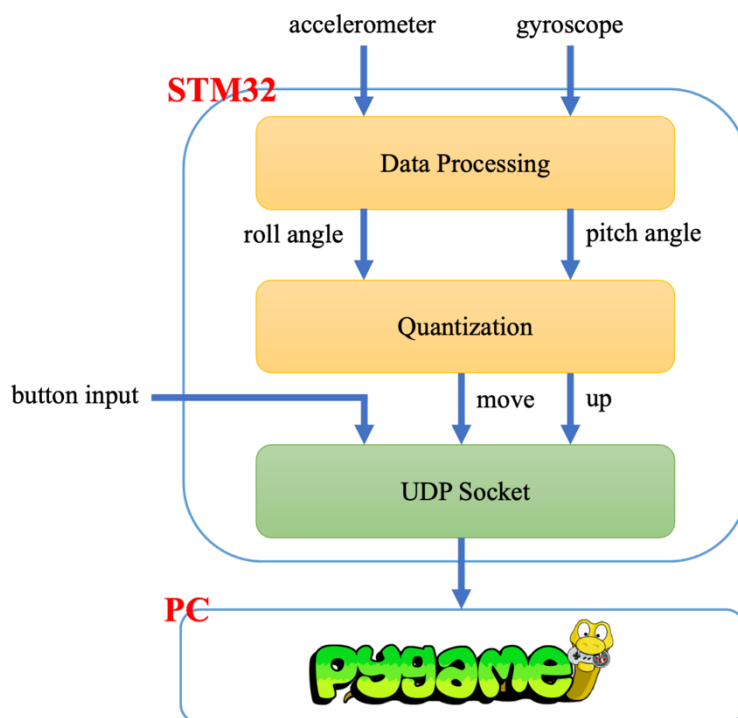 accelerometer gyroscope
STM32
Data Processing
roll angle pitch angle
Quantization
button input
move up
UDP Socket
PC
pygame